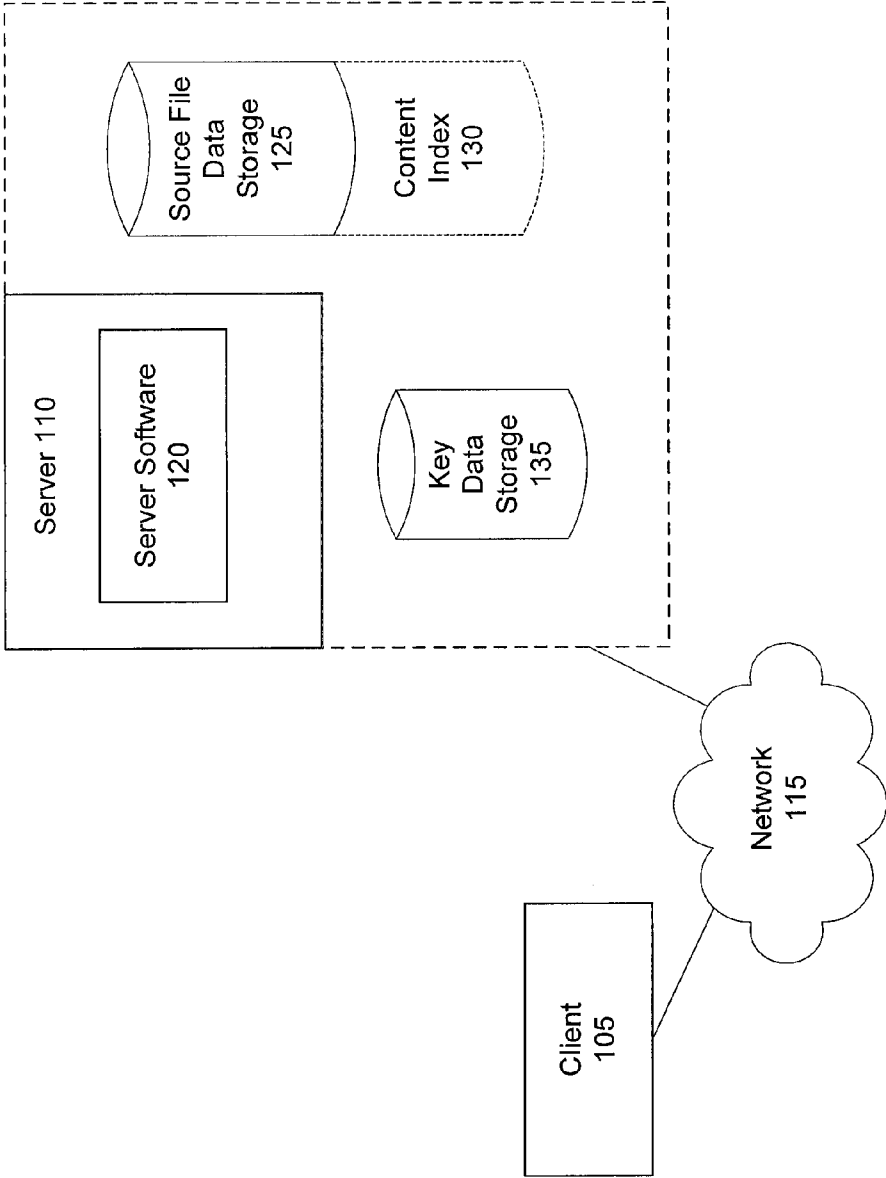 Server 110
Server Software
120
Source File
Data
Storage
125
Content
Index
130
Key
Data
Storage
135
Client
105
Network
115